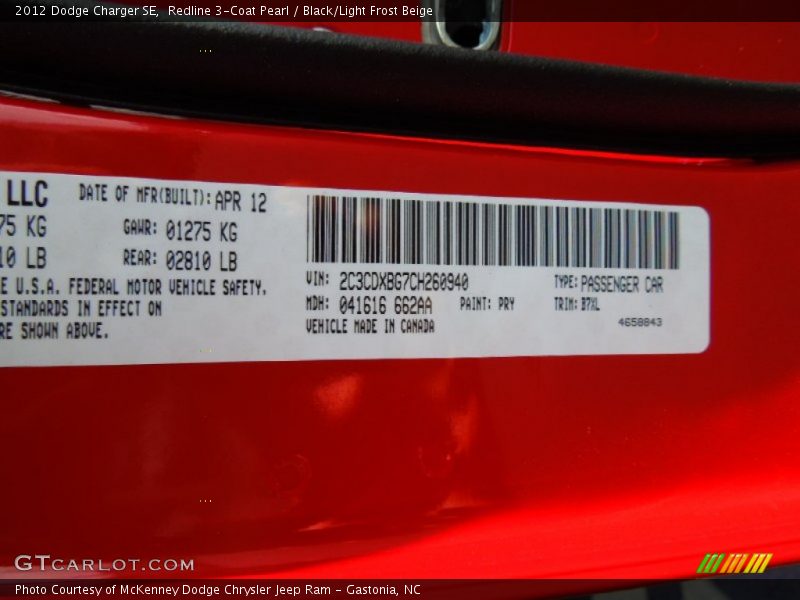 2012 Dodge Charger SE,  Redline 3-Coat Pearl / Black/Light Frost Beige
LLC DATE OF MFR(BUILT): APR 12
75 KG GAWR: 01275 KG
10 LB REAR: 02810 LB
E U.S.A. FEDERAL MOTOR VEHICLE SAFETY.
STANDARDS IN EFFECT ON
RE SHOWN ABOVE.
VIN: 2C3CDXBG7CH260940 TYPE: PASSENGER CAR
MDH: 041616 662AA PAINT: PRY TRIM: B7XL
VEHICLE MADE IN CANADA 4658843
GTCARLOT.COM
Photo Courtesy of McKenney Dodge Chrysler Jeep Ram - Gastonia, NC